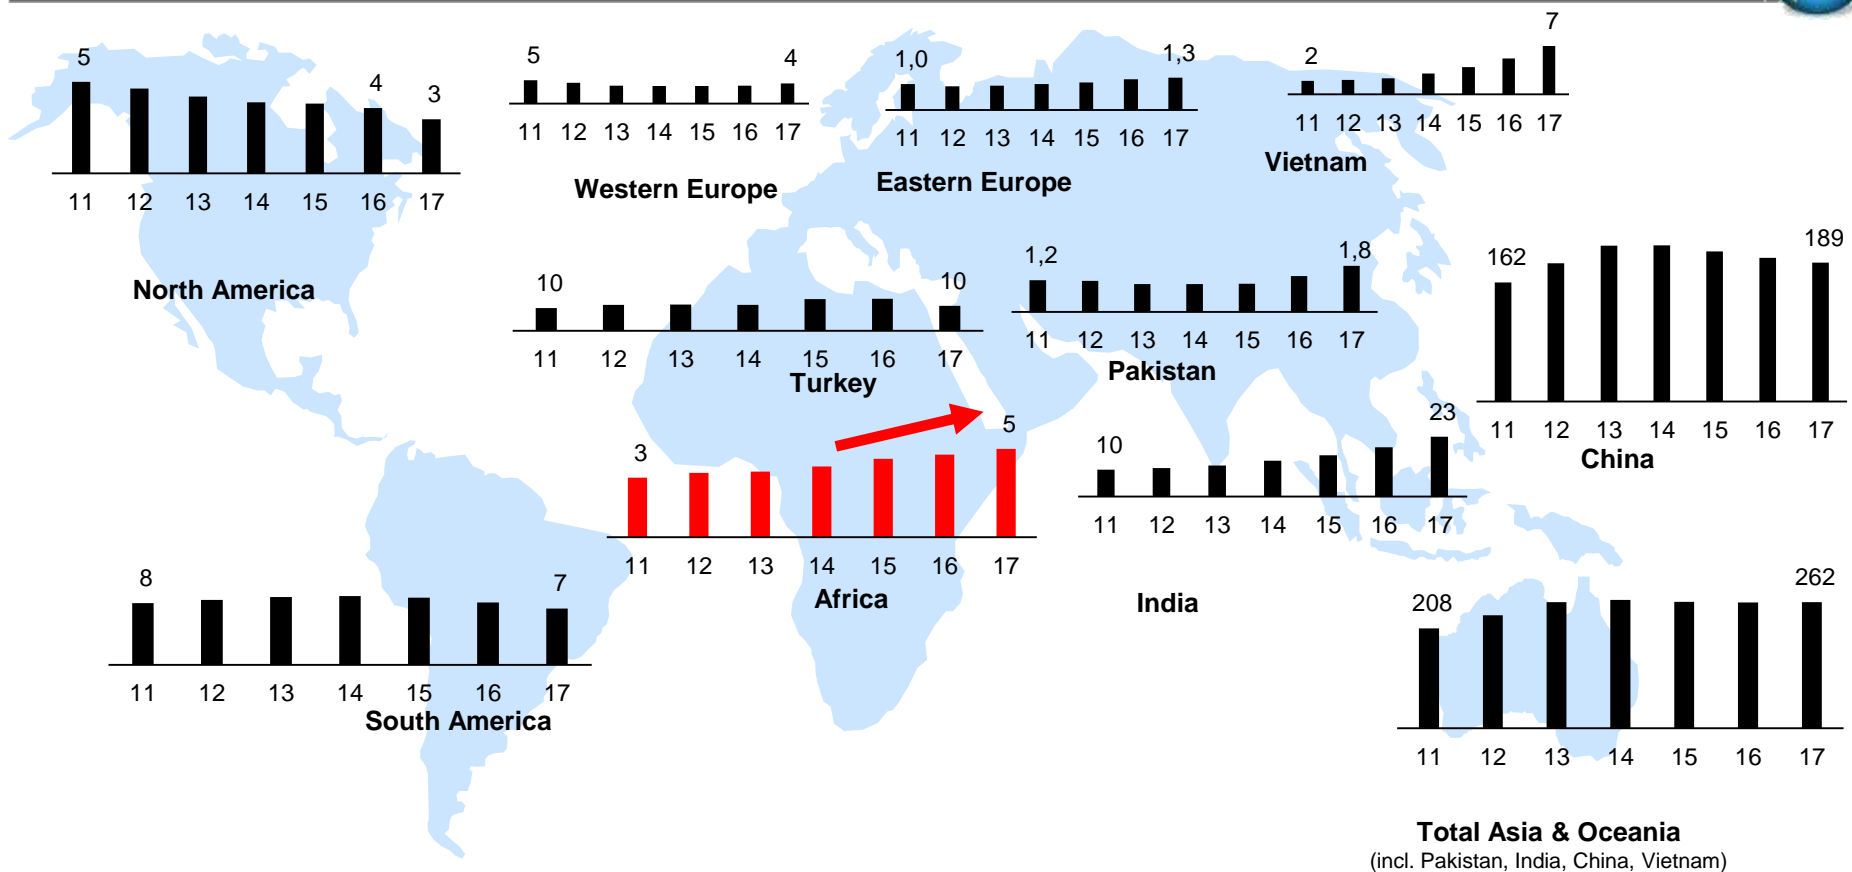 5
4
3
11 12 13 14 15 16 17
North America
5
4
11 12 13 14 15 16 17
Western Europe
1,0
1,3
11 12 13 14 15 16 17
Eastern Europe
2
7
11 12 13 14 15 16 17
Vietnam
10
10
11 12 13 14 15 16 17
Turkey
1,2
1,8
11 12 13 14 15 16 17
Pakistan
162
189
11 12 13 14 15 16 17
China
3
5
11 12 13 14 15 16 17
Africa
10
23
11 12 13 14 15 16 17
India
8
7
11 12 13 14 15 16 17
South America
208
262
11 12 13 14 15 16 17
Total Asia & Oceania
(incl. Pakistan, India, China, Vietnam)